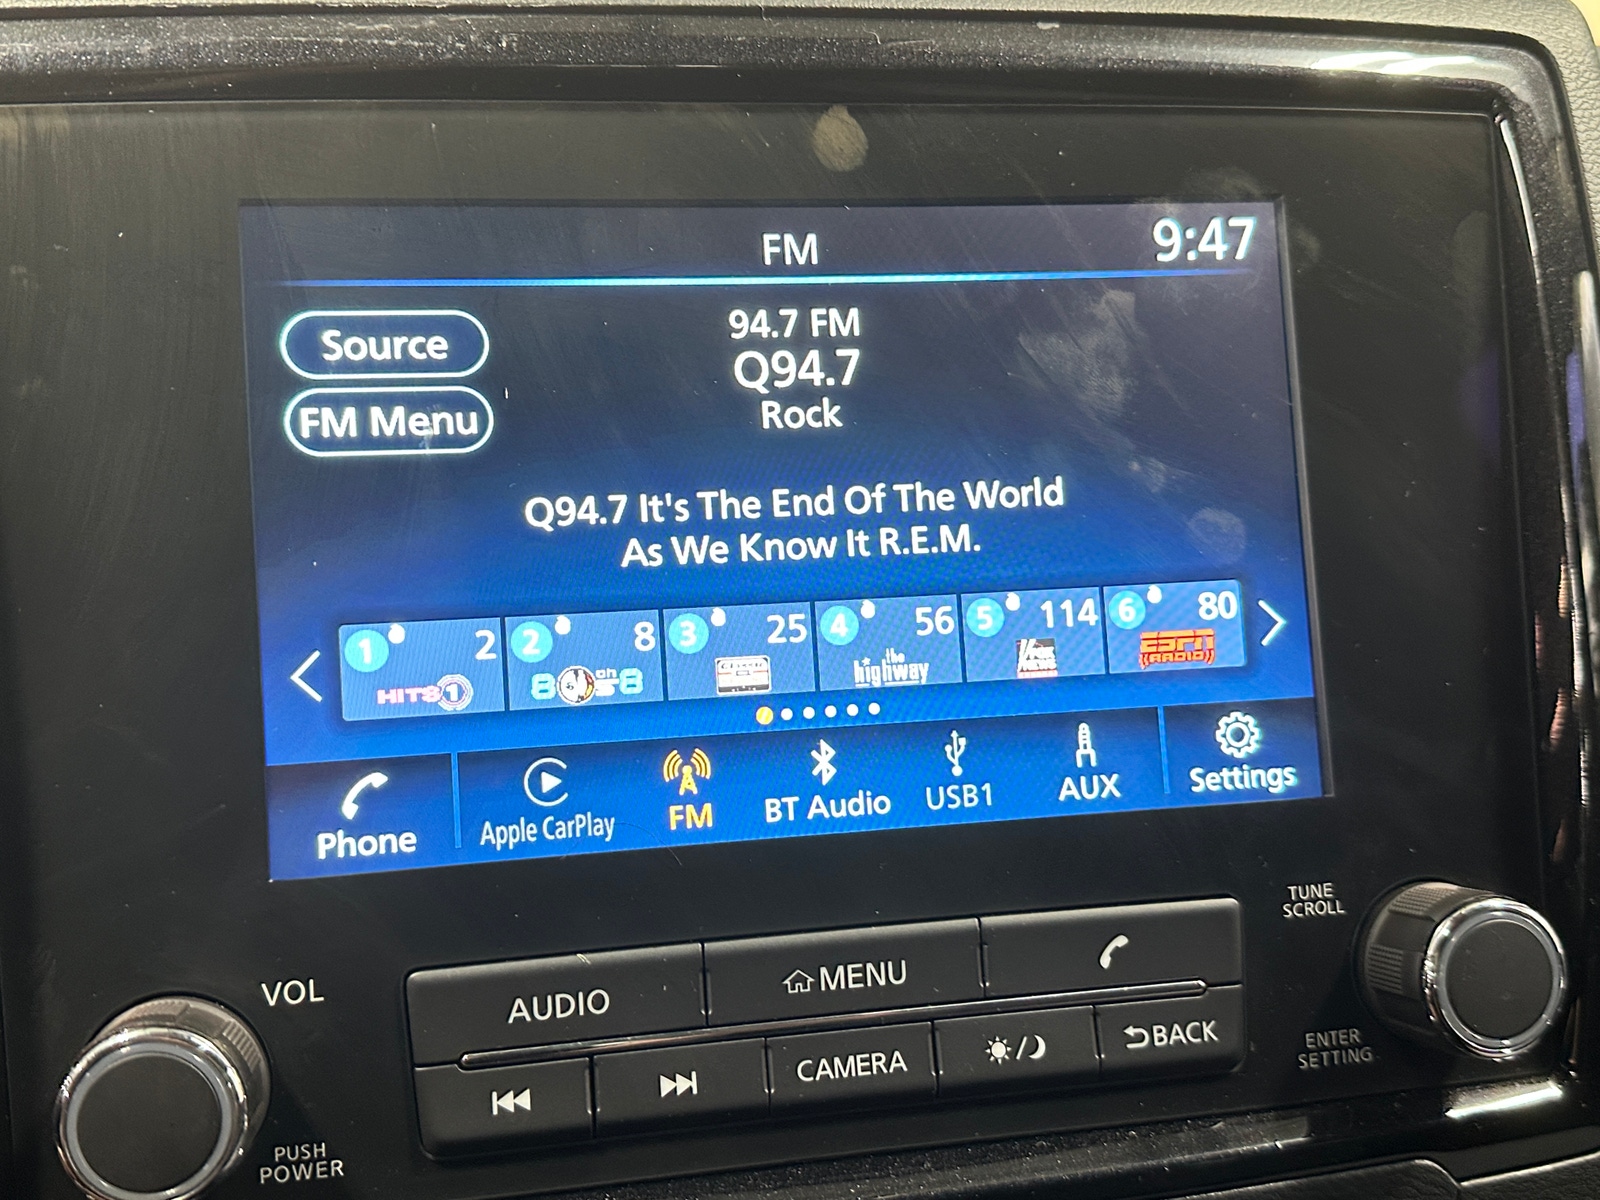 FM
9:47
Source
FM Menu
94.7 FM
Q94.7
Rock
Q94.7 It's The End Of The World
As We Know It R.E.M.
1 2
HITS 1
2 8
80s on 8
3 25
4 56
the highway
5 114
FOX NEWS
6 80
ESPN RADIO
Phone
Apple CarPlay
FM
BT Audio
USB1
AUX
Settings
VOL
PUSH
POWER
AUDIO
MENU
CAMERA
BACK
TUNE
SCROLL
ENTER
SETTING